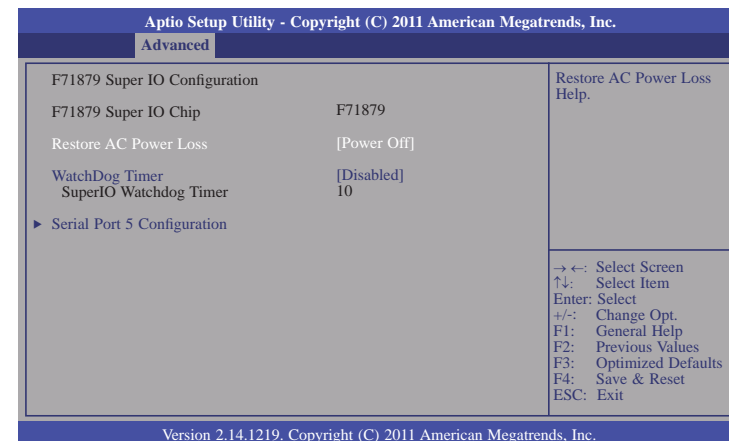 Aptio Setup Utility - Copyright (C) 2011 American Megatrends, Inc.
Advanced
F71879 Super IO Configuration
F71879 Super IO Chip F71879
Restore AC Power Loss [Power Off]
WatchDog Timer [Disabled]
SuperIO Watchdog Timer 10
► Serial Port 5 Configuration
Restore AC Power Loss
Help.
→ ←: Select Screen
↑↓: Select Item
Enter: Select
+/-: Change Opt.
F1: General Help
F2: Previous Values
F3: Optimized Defaults
F4: Save & Reset
ESC: Exit
Version 2.14.1219. Copyright (C) 2011 American Megatrends, Inc.